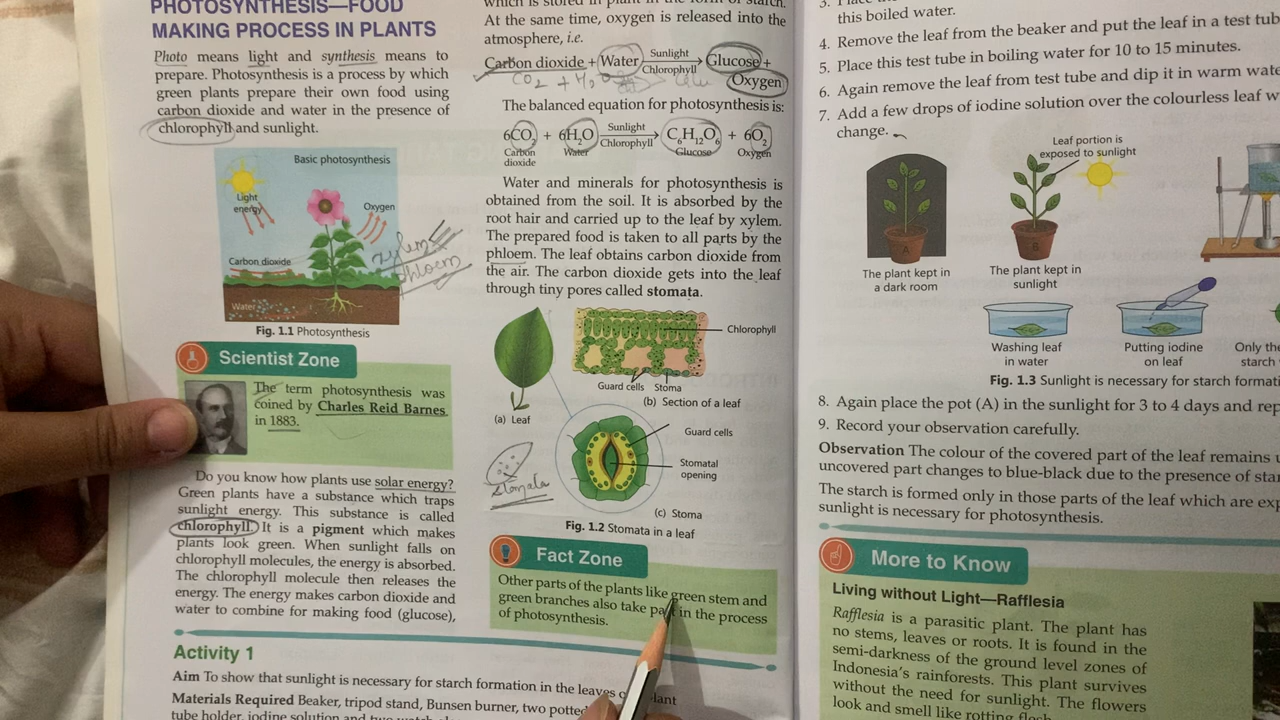 PHOTOSYNTHESIS—FOOD
MAKING PROCESS IN PLANTS
Photo means light and synthesis means to
prepare. Photosynthesis is a process by which
green plants prepare their own food using
carbon dioxide and water in the presence of
chlorophyll and sunlight.
Basic photosynthesis
Light
energy
Oxygen
Carbon dioxide
Water
xylem
phloem
Fig. 1.1 Photosynthesis
Scientist Zone
The term photosynthesis was
coined by Charles Reid Barnes
in 1883.
Do you know how plants use solar energy?
Green plants have a substance which traps
sunlight energy. This substance is called
chlorophyll. It is a pigment which makes
plants look green. When sunlight falls on
chlorophyll molecules, the energy is absorbed.
The chlorophyll molecule then releases the
energy. The energy makes carbon dioxide and
water to combine for making food (glucose),
which is stored in plant in the form of starch.
At the same time, oxygen is released into the
atmosphere, i.e.
Carbon dioxide + Water Sunlight Chlorophyll → Glucose +
Oxygen
CO2 + H2O
The balanced equation for photosynthesis is:
6CO₂ + 6H₂O Sunlight Chlorophyll → C₆H₁₂O₆ + 6O₂
Carbon dioxide Water Glucose Oxygen
Water and minerals for photosynthesis is
obtained from the soil. It is absorbed by the
root hair and carried up to the leaf by xylem.
The prepared food is taken to all parts by the
phloem. The leaf obtains carbon dioxide from
the air. The carbon dioxide gets into the leaf
through tiny pores called stomata.
Chlorophyll
Guard cells Stoma
(b) Section of a leaf
(a) Leaf
Guard cells
Stomatal
opening
Stomata
(c) Stoma
Fig. 1.2 Stomata in a leaf
Fact Zone
Other parts of the plants like green stem and
green branches also take part in the process
of photosynthesis.
Activity 1
Aim To show that sunlight is necessary for starch formation in the leaves
Materials Required Beaker, tripod stand, Bunsen burner, two potted
tube holder, iodine solution and two
3.
this boiled water.
4. Remove the leaf from the beaker and put the leaf in a test
5. Place this test tube in boiling water for 10 to 15 minutes.
6. Again remove the leaf from test tube and dip it in warm
7. Add a few drops of iodine solution over the colourless leaf
change.
Leaf portion is
exposed to sunlight
A
B
The plant kept in
a dark room
The plant kept in
sunlight
Washing leaf
in water
Putting iodine
on leaf
Only
starch
Fig. 1.3 Sunlight is necessary for starch
8. Again place the pot (A) in the sunlight for 3 to 4 days and
9. Record your observation carefully.
Observation The colour of the covered part of the leaf remains
uncovered part changes to blue-black due to the presence of
The starch is formed only in those parts of the leaf which are
sunlight is necessary for photosynthesis.
More to Know
Living without Light—Rafflesia
Rafflesia is a parasitic plant. The plant has
no stems, leaves or roots. It is found in the
semi-darkness of the ground level zones of
Indonesia's rainforests. This plant survives
without the need for sunlight. The flowers
look and smell like rotting flesh